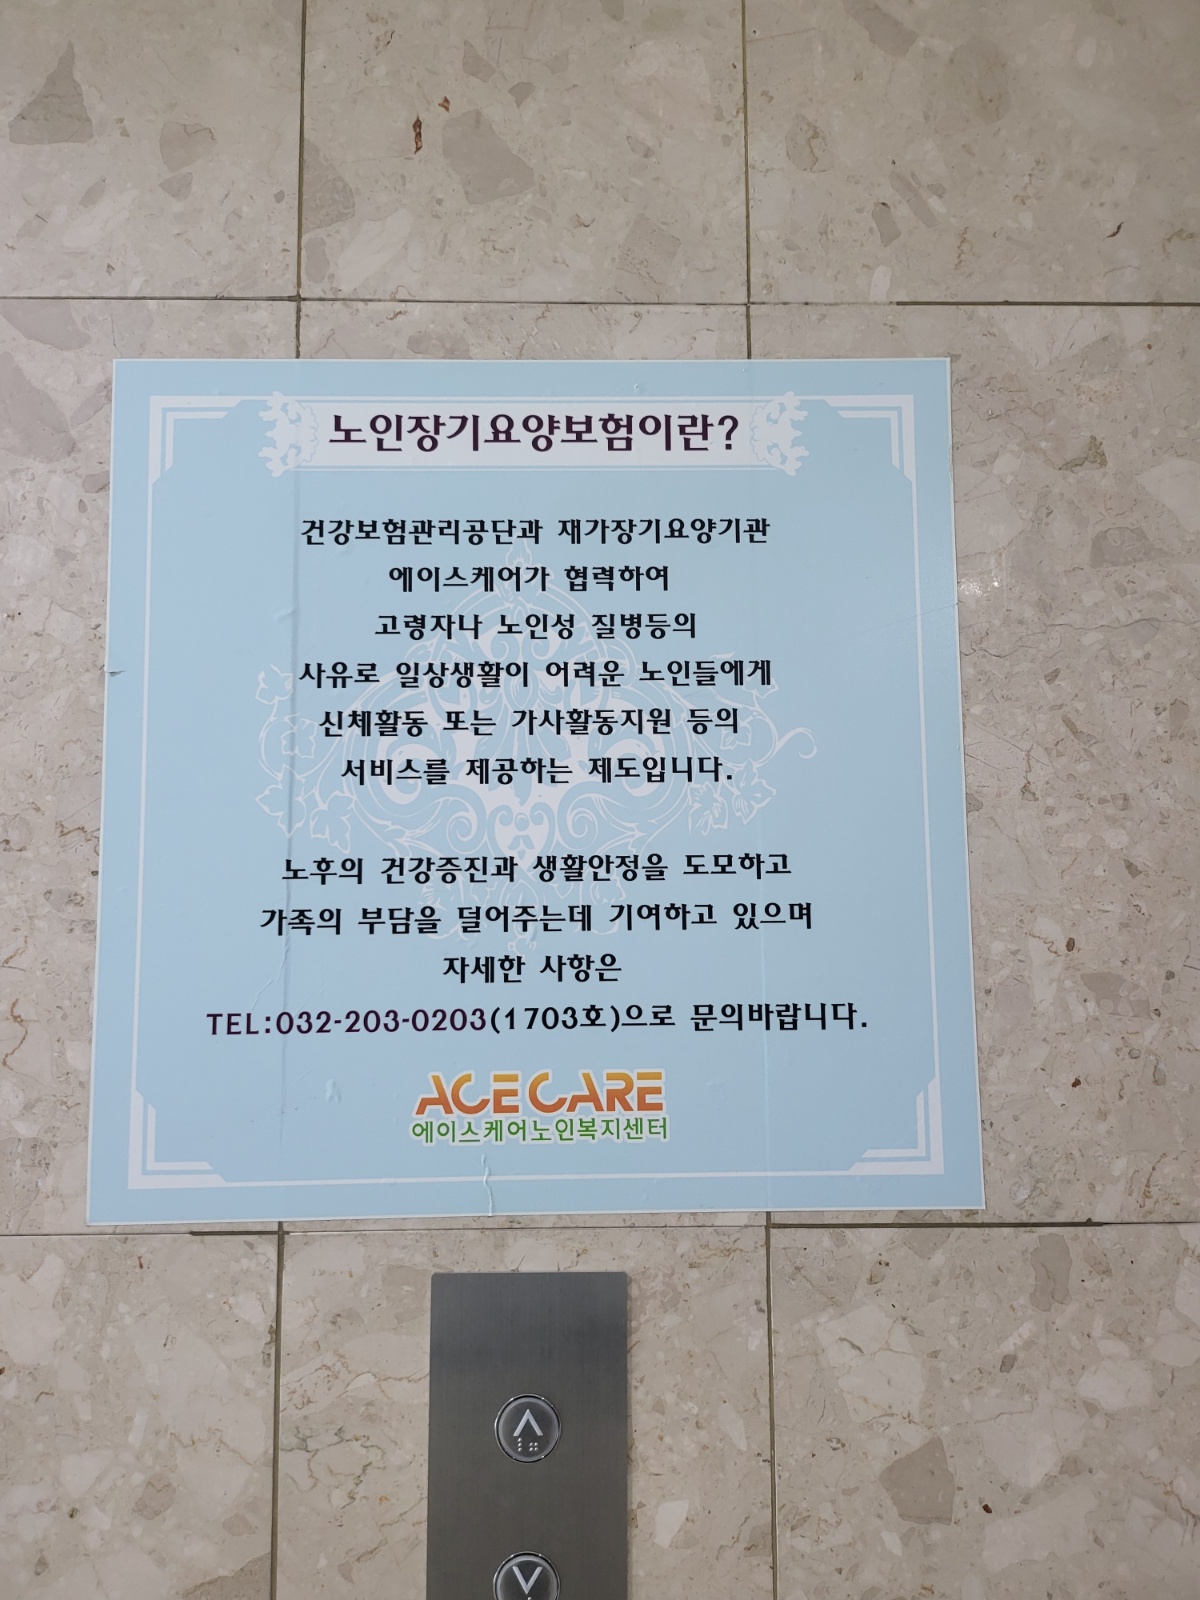 노인장기요양보험이란?
건강보험관리공단과 재가장기요양기관
에이스케어가 협력하여
고령자나 노인성 질병등의
사유로 일상생활이 어려운 노인들에게
신체활동 또는 가사활동지원 등의
서비스를 제공하는 제도입니다.
노후의 건강증진과 생활안정을 도모하고
가족의 부담을 덜어주는데 기여하고 있으며
자세한 사항은
TEL:032-203-0203(1703호)으로 문의바랍니다.
ACE CARE
에이스케어노인복지센터